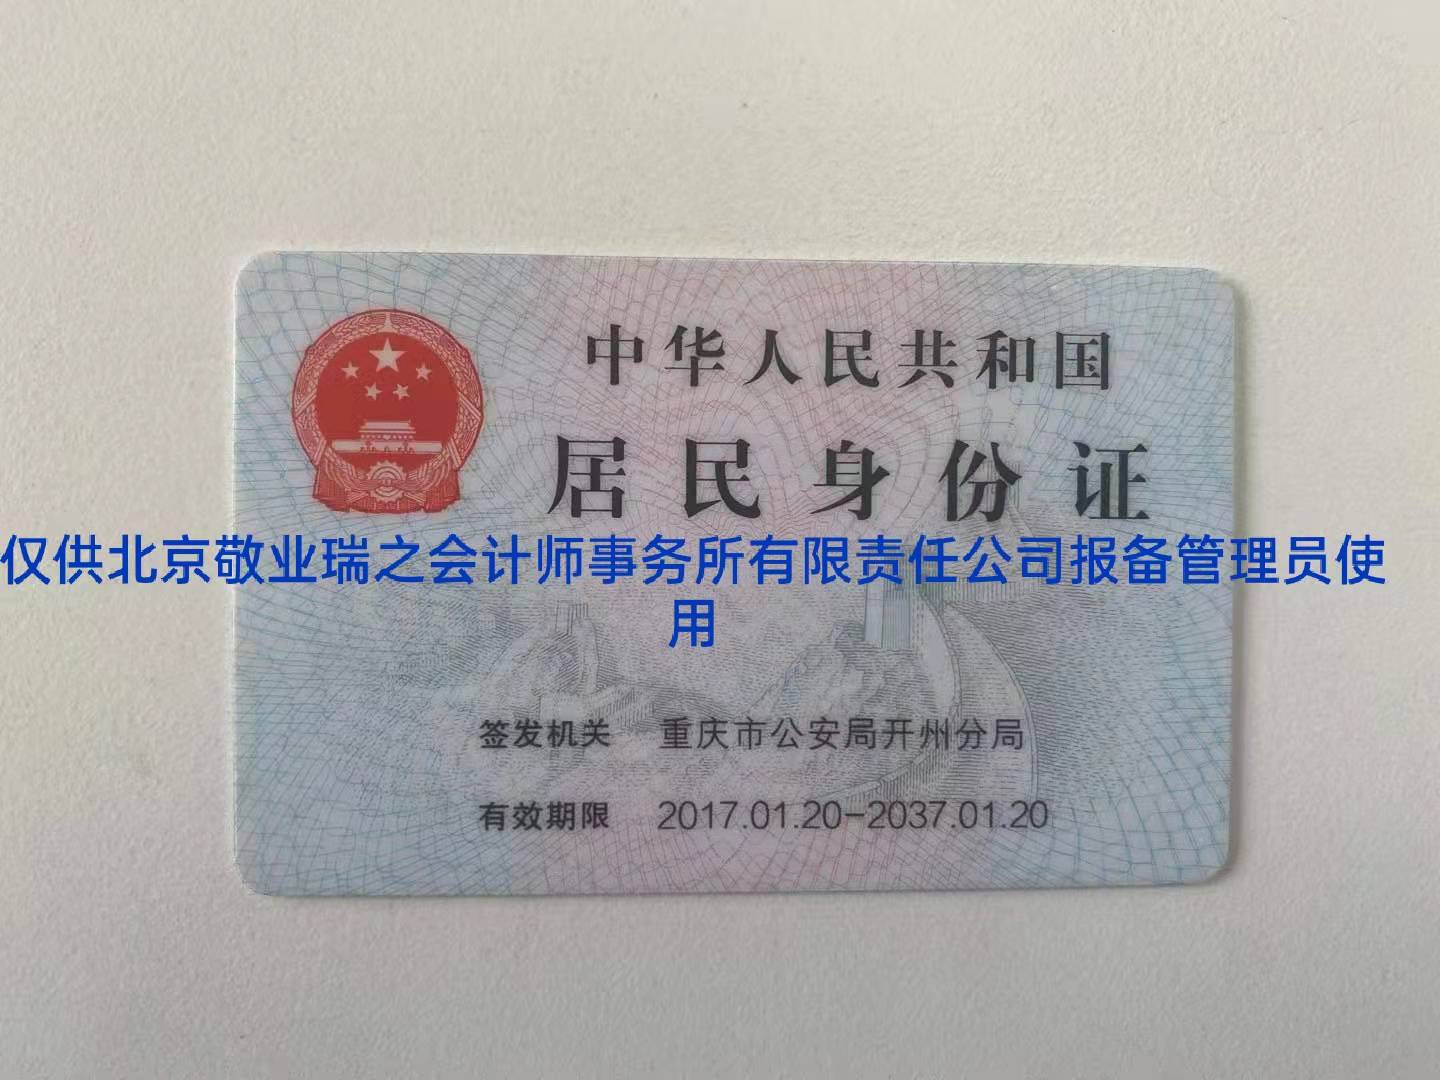 中华人民共和国
居民身份证
仅供北京敬业瑞之会计师事务所有限责任公司报备管理员使
用
签发机关 重庆市公安局开州分局
有效期限 2017.01.20-2037.01.20